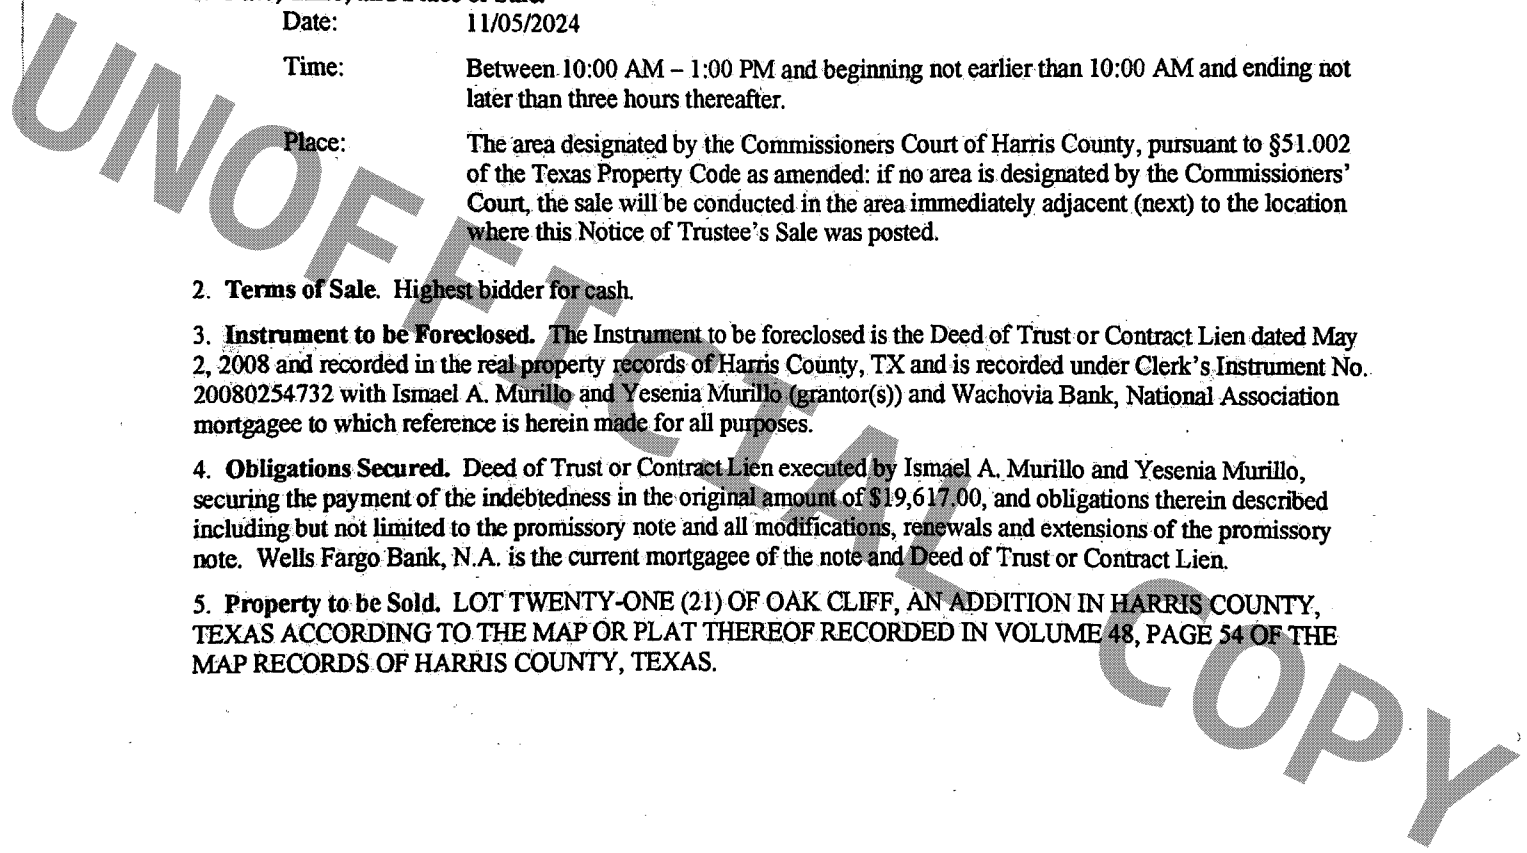 Date: 11/05/2024
Time: Between 10:00 AM – 1:00 PM and beginning not earlier than 10:00 AM and ending not
later than three hours thereafter.
Place: The area designated by the Commissioners Court of Harris County, pursuant to §51.002
of the Texas Property Code as amended: if no area is designated by the Commissioners'
Court, the sale will be conducted in the area immediately adjacent (next) to the location
where this Notice of Trustee's Sale was posted.
2. Terms of Sale. Highest bidder for cash.
3. Instrument to be Foreclosed. The Instrument to be foreclosed is the Deed of Trust or Contract Lien dated May
2, 2008 and recorded in the real property records of Harris County, TX and is recorded under Clerk's Instrument No.
20080254732 with Ismael A. Murillo and Yesenia Murillo (grantor(s)) and Wachovia Bank, National Association
mortgagee to which reference is herein made for all purposes.
4. Obligations Secured. Deed of Trust or Contract Lien executed by Ismael A. Murillo and Yesenia Murillo,
securing the payment of the indebtedness in the original amount of $19,617.00, and obligations therein described
including but not limited to the promissory note and all modifications, renewals and extensions of the promissory
note. Wells Fargo Bank, N.A. is the current mortgagee of the note and Deed of Trust or Contract Lien.
5. Property to be Sold. LOT TWENTY-ONE (21) OF OAK CLIFF, AN ADDITION IN HARRIS COUNTY,
TEXAS ACCORDING TO THE MAP OR PLAT THEREOF RECORDED IN VOLUME 48, PAGE 54 OF THE
MAP RECORDS OF HARRIS COUNTY, TEXAS.
UNOFFICIAL COPY